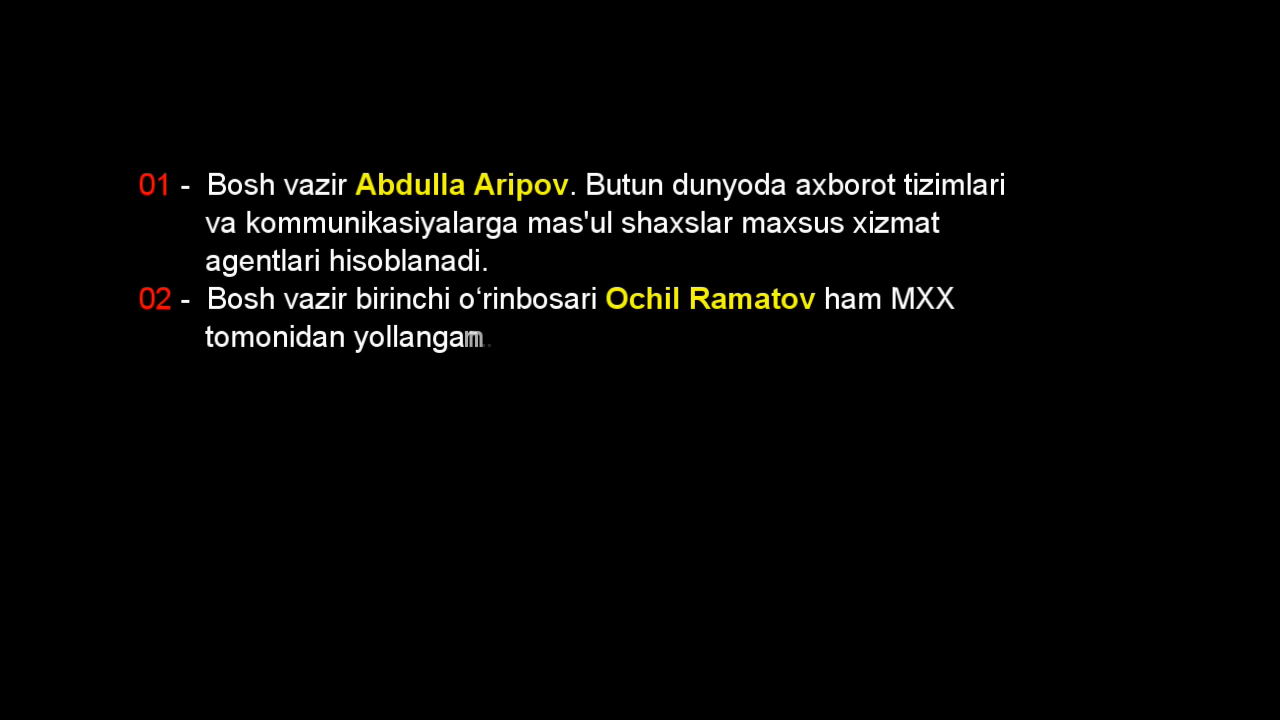 01 - Bosh vazir Abdulla Aripov. Butun dunyoda axborot tizimlari
va kommunikasiyalarga mas'ul shaxslar maxsus xizmat
agentlari hisoblanadi.
02 - Bosh vazir birinchi o‘rinbosari Ochil Ramatov ham MXX
tomonidan